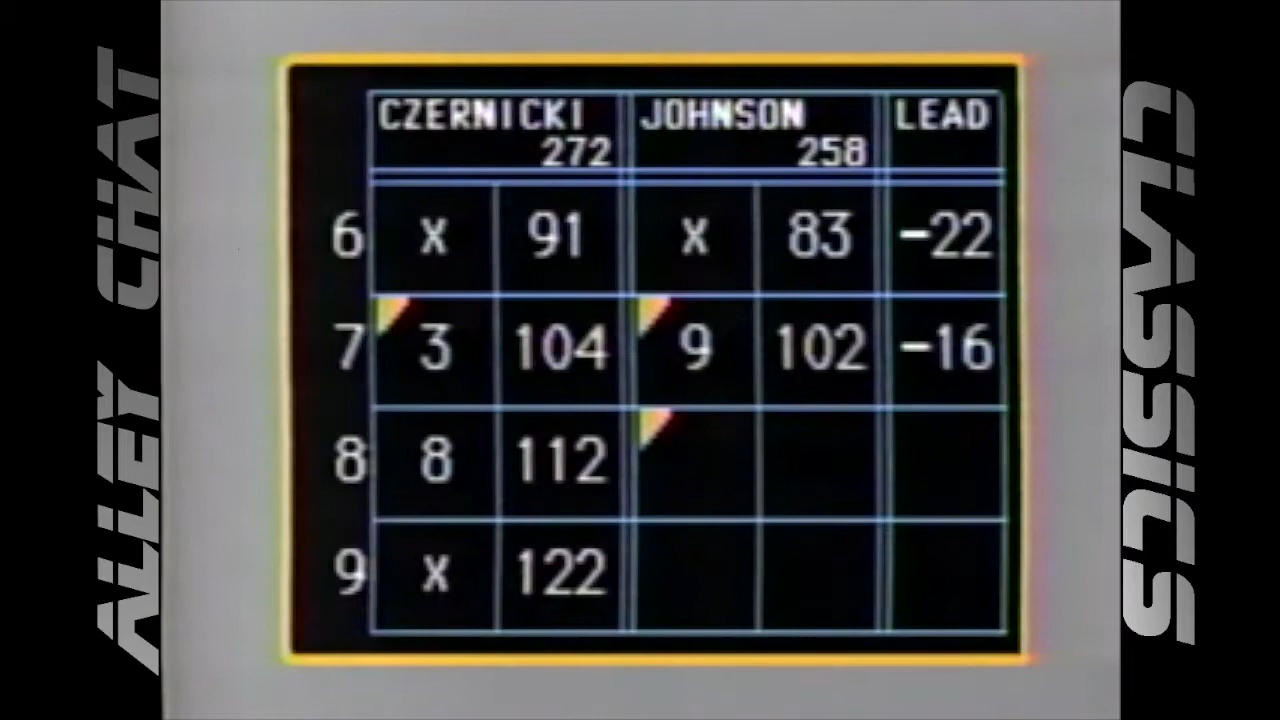 ALLEY CHAT
CZERNICKI JOHNSON LEAD
272 258
6 X 91 X 83 -22
7 3 104 9 102 -16
8 8 112
9 X 122
CLASSICS